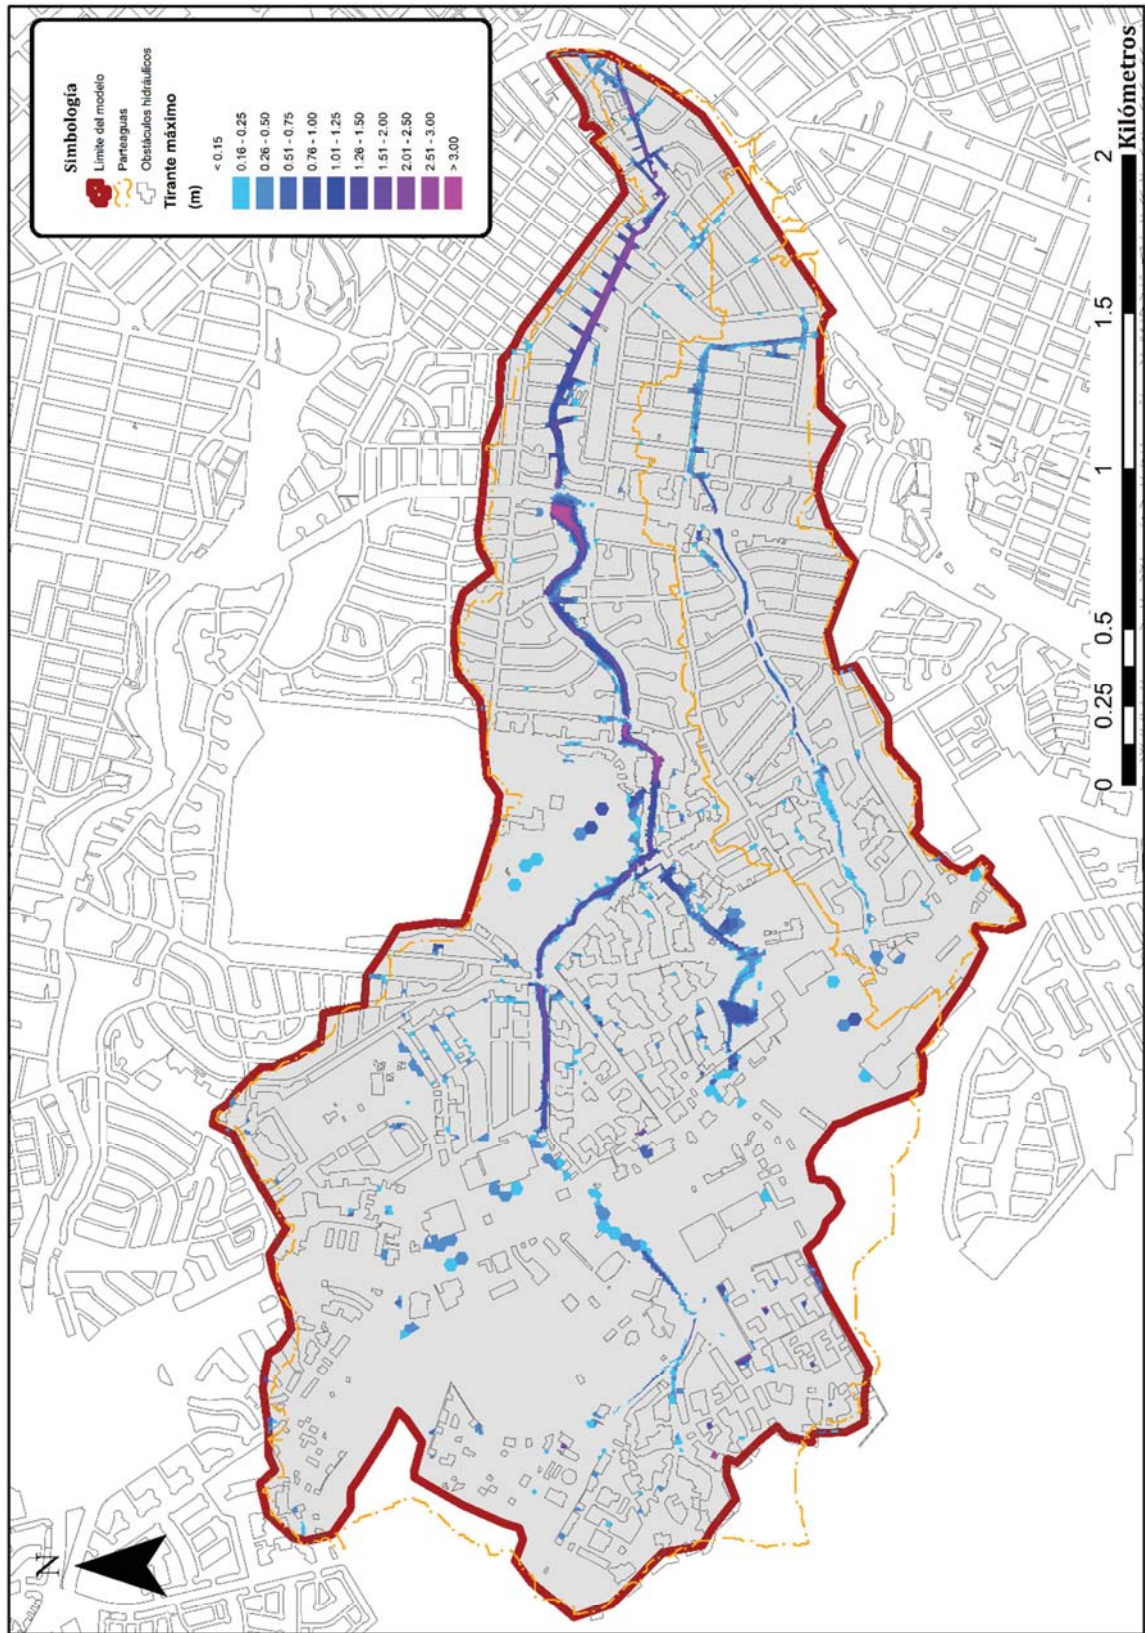 Simbología
Límite del modelo
Parteaguas
Obstáculos hidráulicos
Tirante máximo
(m)
< 0.15
0.16 - 0.25
0.26 - 0.50
0.51 - 0.75
0.76 - 1.00
1.01 - 1.25
1.26 - 1.50
1.51 - 2.00
2.01 - 2.50
2.51 - 3.00
> 3.00
N
0 0.25 0.5 1 1.5 2
Kilómetros